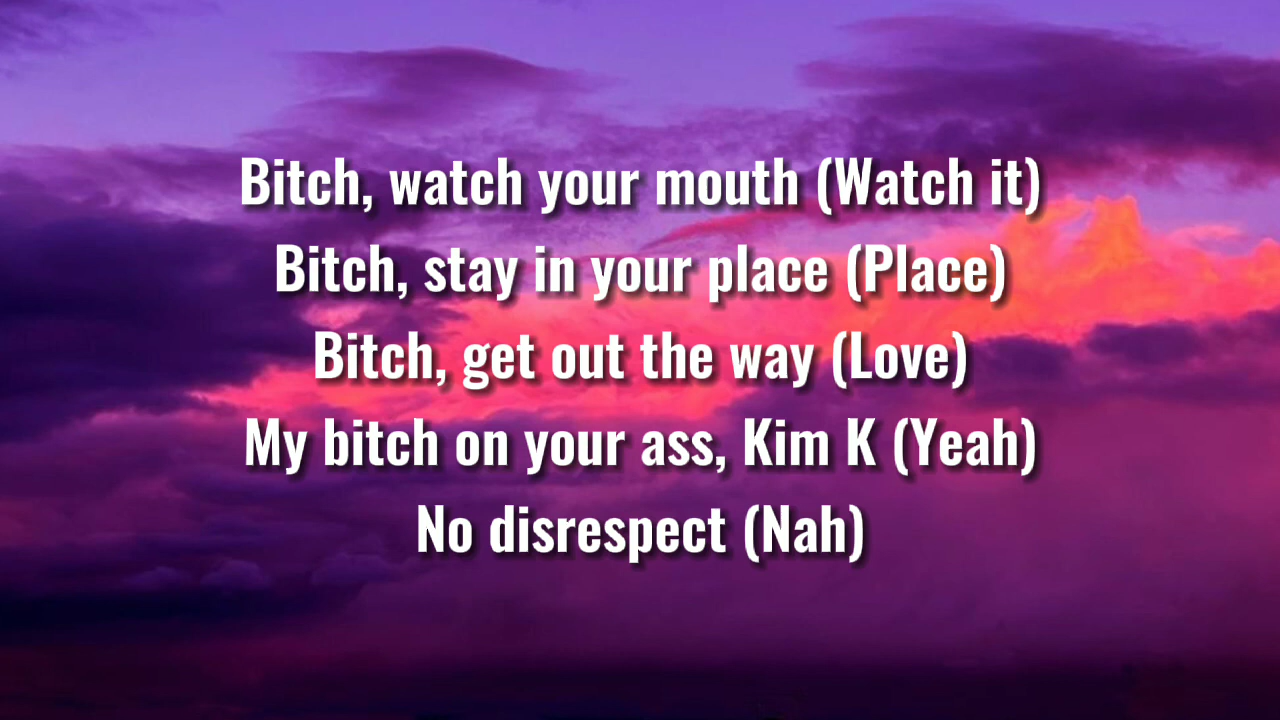 Bitch, watch your mouth (Watch it)
Bitch, stay in your place (Place)
Bitch, get out the way (Love)
My bitch on your ass, Kim K (Yeah)
No disrespect (Nah)